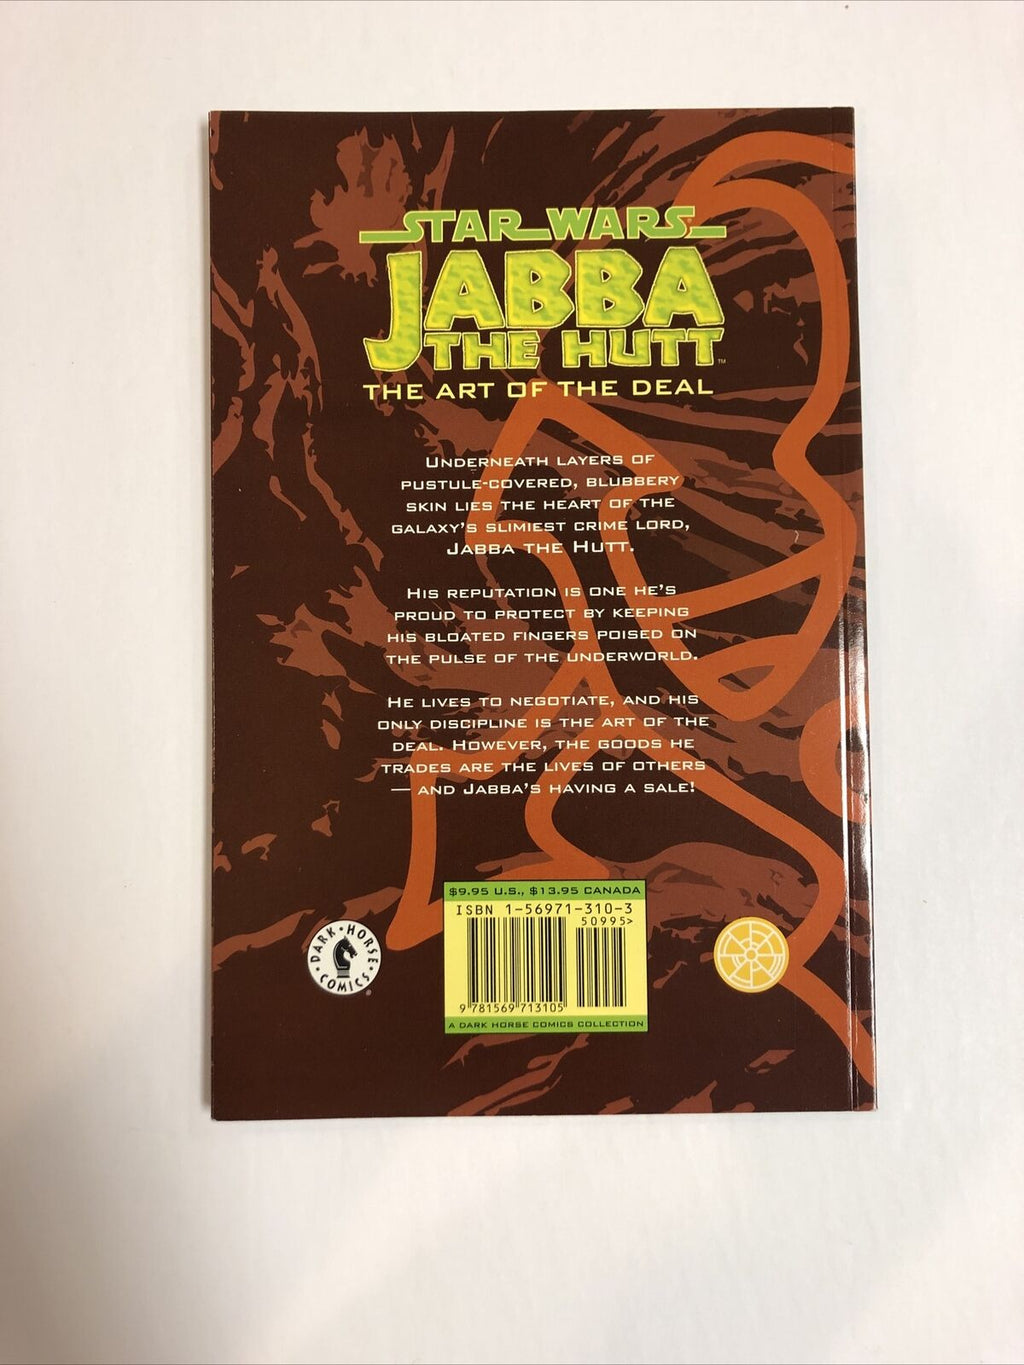 STAR WARS®
JABBA
THE HUTT™
THE ART OF THE DEAL
UNDERNEATH LAYERS OF
PUSTULE-COVERED, BLUBBERY
SKIN LIES THE HEART OF THE
GALAXY'S SLIMIEST CRIME LORD,
JABBA THE HUTT.
HIS REPUTATION IS ONE HE'S
PROUD TO PROTECT BY KEEPING
HIS BLOATED FINGERS POISED ON
THE PULSE OF THE UNDERWORLD.
HE LIVES TO NEGOTIATE, AND HIS
ONLY DISCIPLINE IS THE ART OF THE
DEAL. HOWEVER, THE GOODS HE
TRADES ARE THE LIVES OF OTHERS
— AND JABBA'S HAVING A SALE!
$9.95 U.S., $13.95 CANADA
ISBN 1-56971-310-3
50995>
9 781569 713105
A DARK HORSE COMICS COLLECTION
DARK HORSE COMICS®